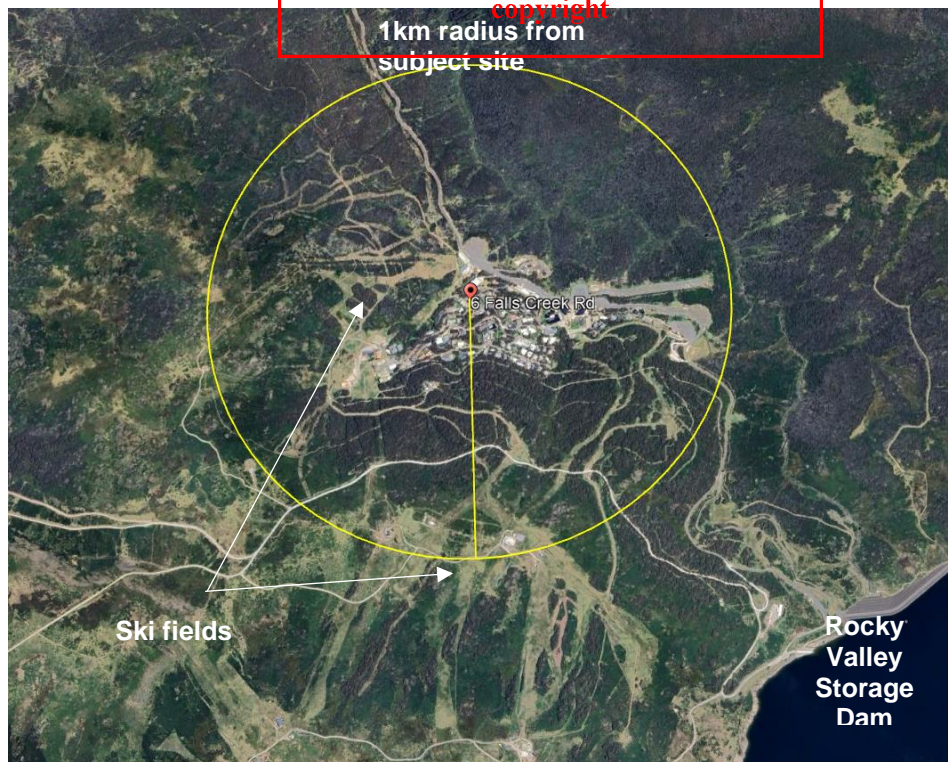 copyright
1km radius from
subject site
6 Falls Creek Rd
Ski fields
Rocky
Valley
Storage
Dam